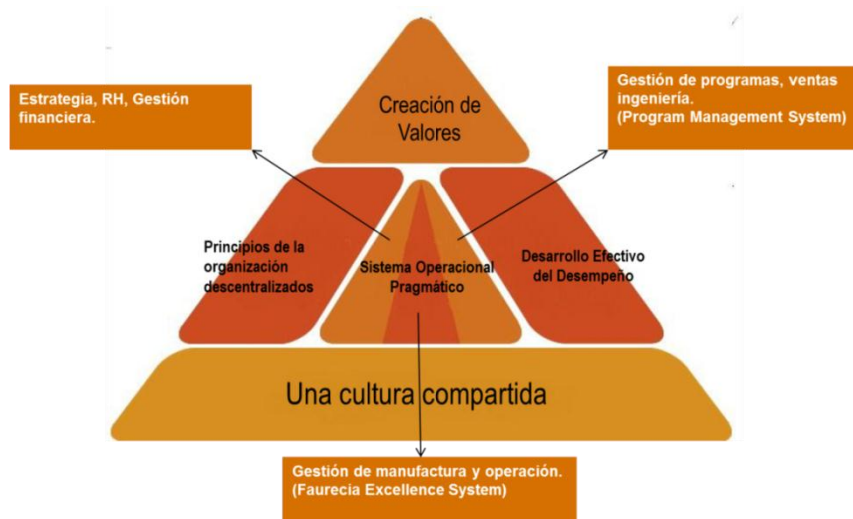 Estrategia, RH, Gestión
financiera.
Gestión de programas, ventas
ingeniería.
(Program Management System)
Creación de
Valores
Principios de la
organización
descentralizados
Sistema Operacional
Pragmático
Desarrollo Efectivo
del Desempeño
Una cultura compartida
Gestión de manufactura y operación.
(Faurecia Excellence System)